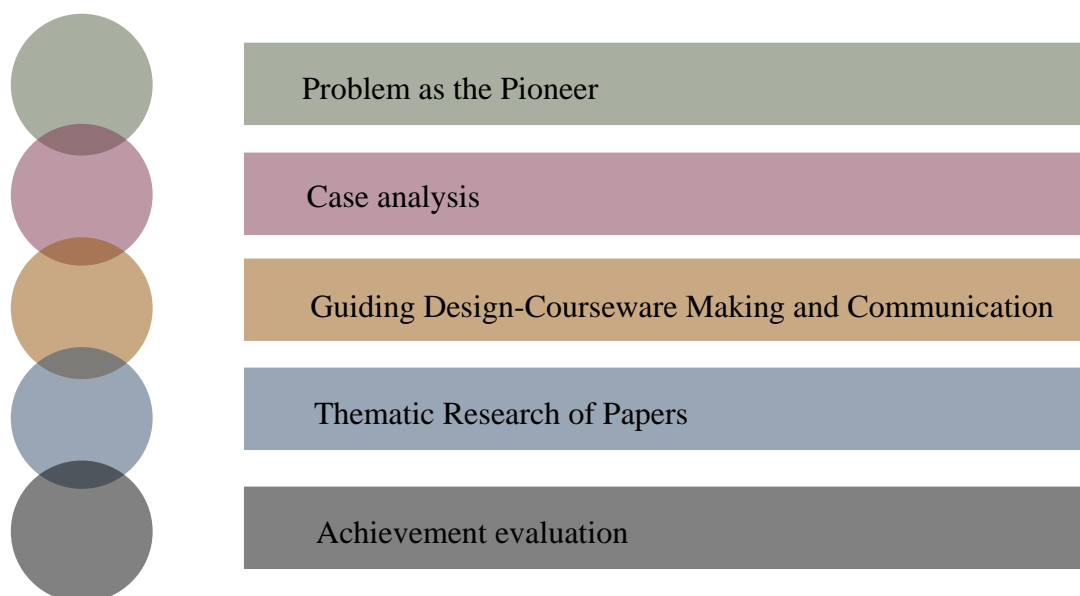 Problem as the Pioneer
Case analysis
Guiding Design-Courseware Making and Communication
Thematic Research of Papers
Achievement evaluation